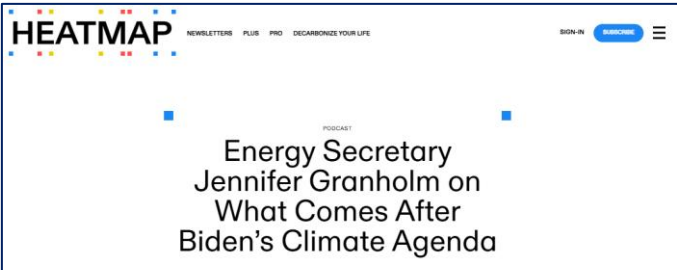 HEATMAP NEWSLETTERS PLUS PRO DECARBONIZE YOUR LIFE SIGN-IN SUBSCRIBE
PODCAST
Energy Secretary
Jennifer Granholm on
What Comes After
Biden's Climate Agenda